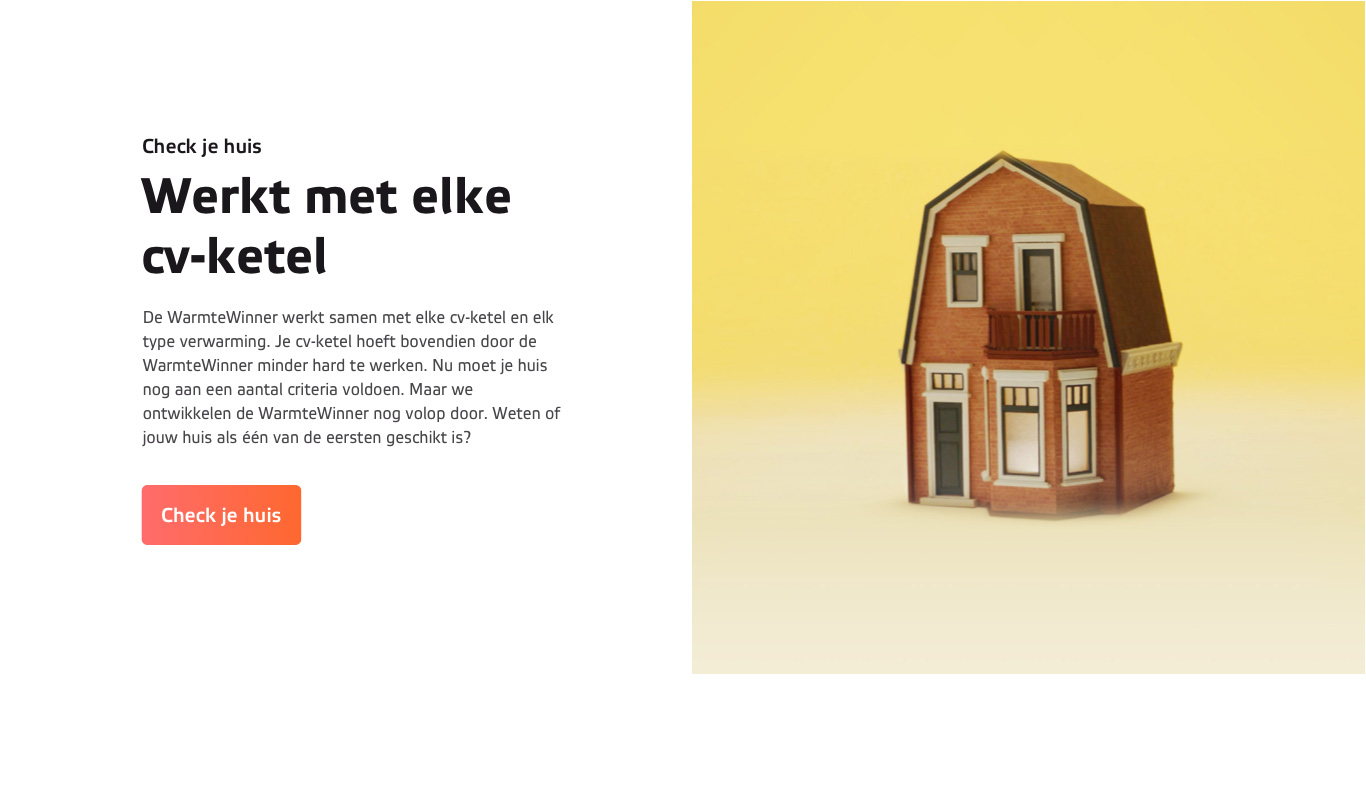 Check je huis
Werkt met elke
cv-ketel
De WarmteWinner werkt samen met elke cv-ketel en elk
type verwarming. Je cv-ketel hoeft bovendien door de
WarmteWinner minder hard te werken. Nu moet je huis
nog aan een aantal criteria voldoen. Maar we
ontwikkelen de WarmteWinner nog volop door. Weten of
jouw huis als één van de eersten geschikt is?
Check je huis